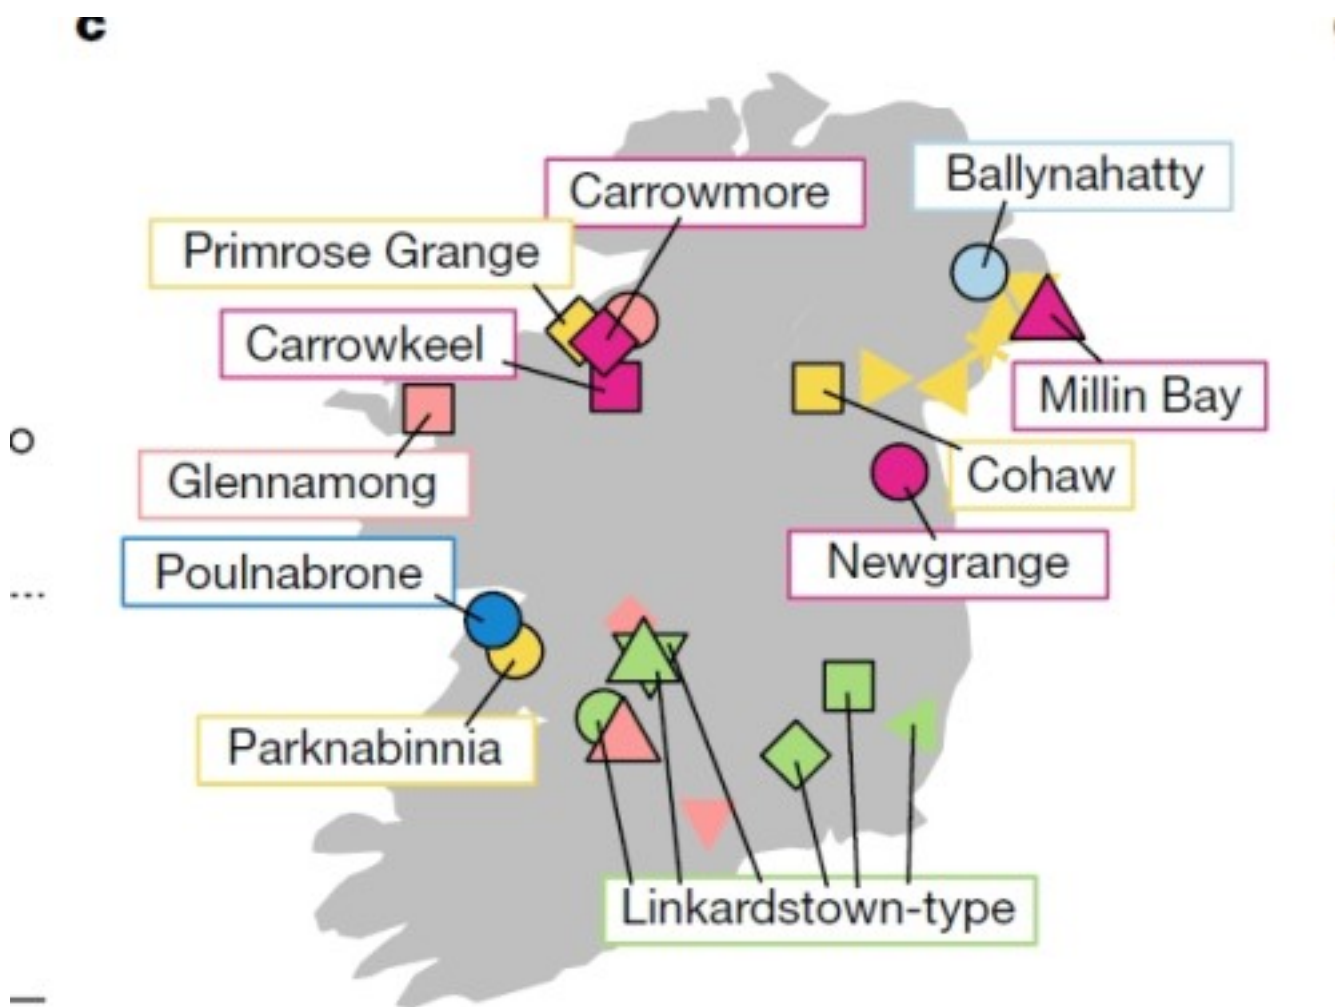 c
Carrowmore
Ballynahatty
Primrose Grange
Carrowkeel
Millin Bay
Glennamong
Cohaw
Newgrange
Poulnabrone
Parknabinnia
Linkardstown-type